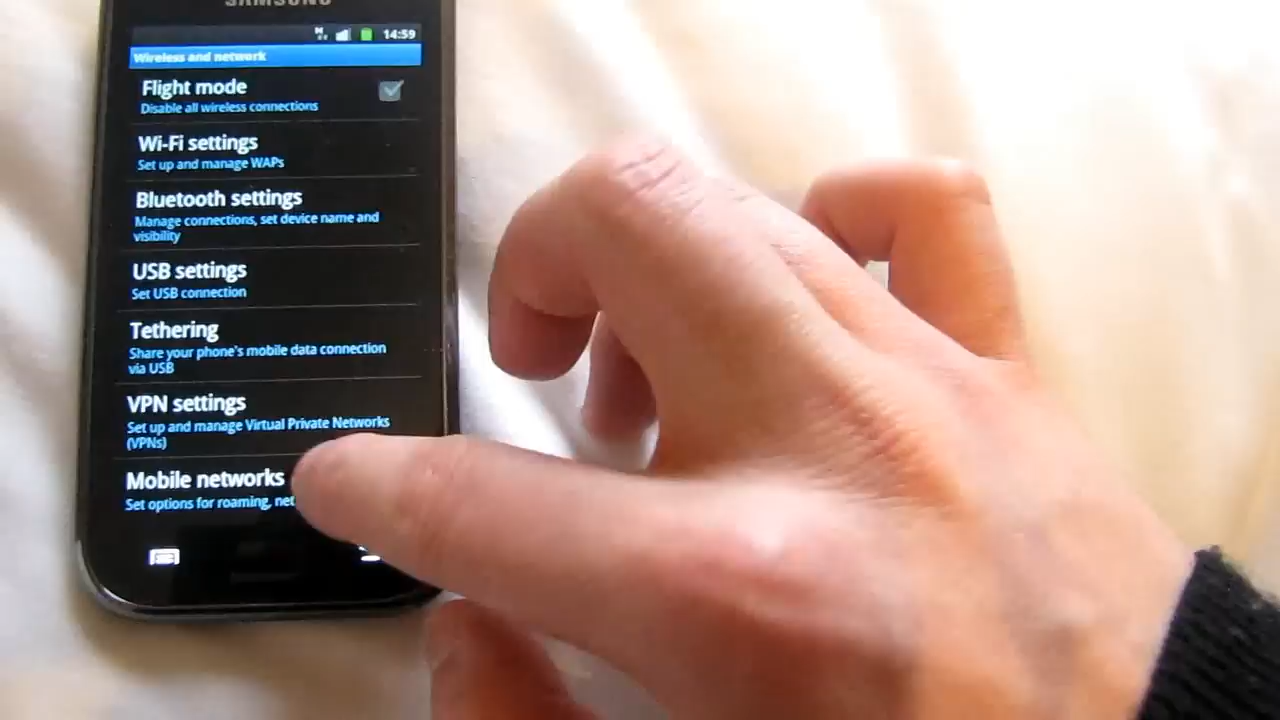 SAMSUNG
14:59
Wireless and network
Flight mode
Disable all wireless connections
Wi-Fi settings
Set up and manage WAPs
Bluetooth settings
Manage connections, set device name and
visibility
USB settings
Set USB connection
Tethering
Share your phone's mobile data connection
via USB
VPN settings
Set up and manage Virtual Private Networks
(VPNs)
Mobile networks
Set options for roaming, net